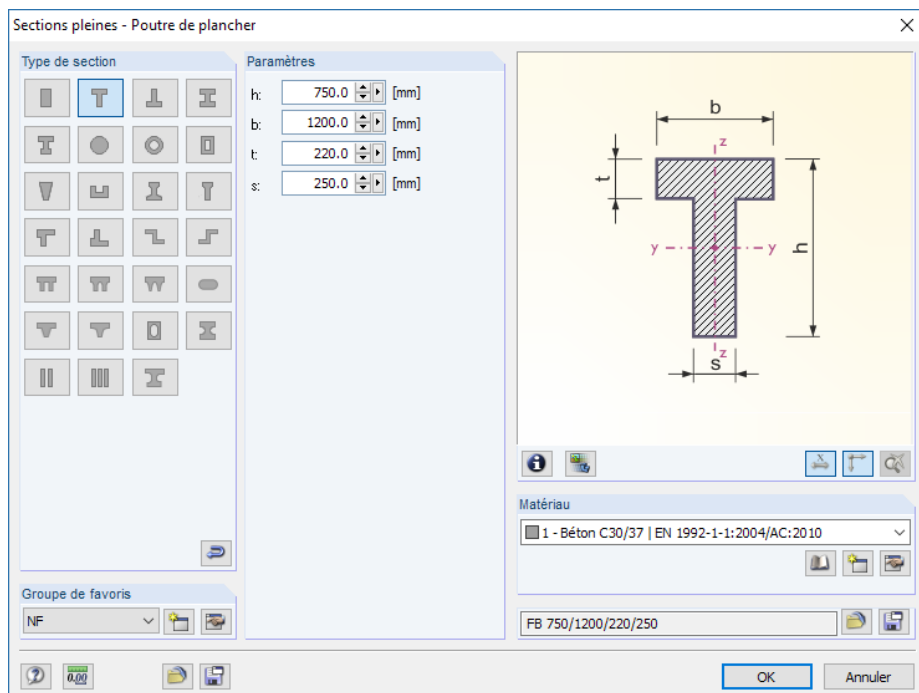 Sections pleines - Poutre de plancher
Type de section
Paramètres
h: 750.0 [mm]
b: 1200.0 [mm]
t: 220.0 [mm]
s: 250.0 [mm]
b
z
t
y
y
h
z
s
x
Matériau
1 - Béton C30/37 | EN 1992-1-1:2004/AC:2010
Groupe de favoris
NF
FB 750/1200/220/250
0.00
OK
Annuler